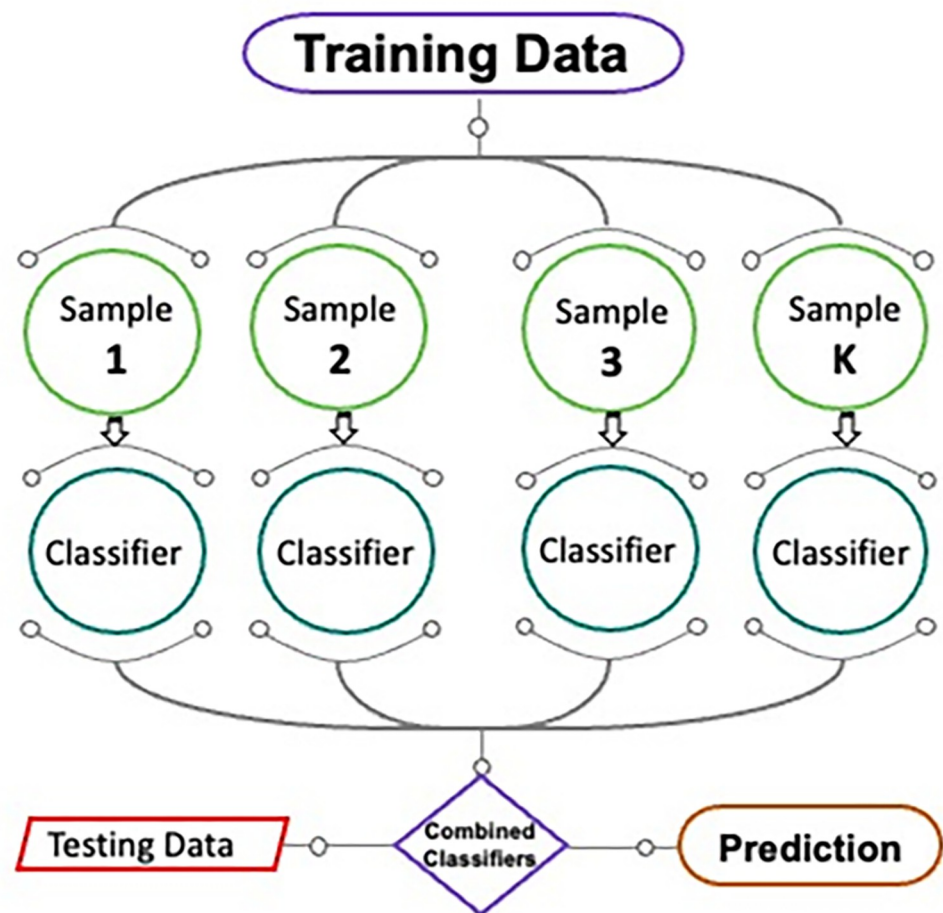 Training Data
Sample
1
Sample
2
Sample
3
Sample
K
Classifier
Classifier
Classifier
Classifier
Testing Data
Combined
Classifiers
Prediction